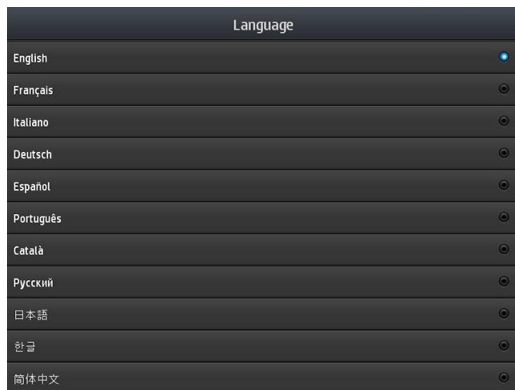 Language
English
Français
Italiano
Deutsch
Español
Português
Català
Русский
日本語
한글
简体中文